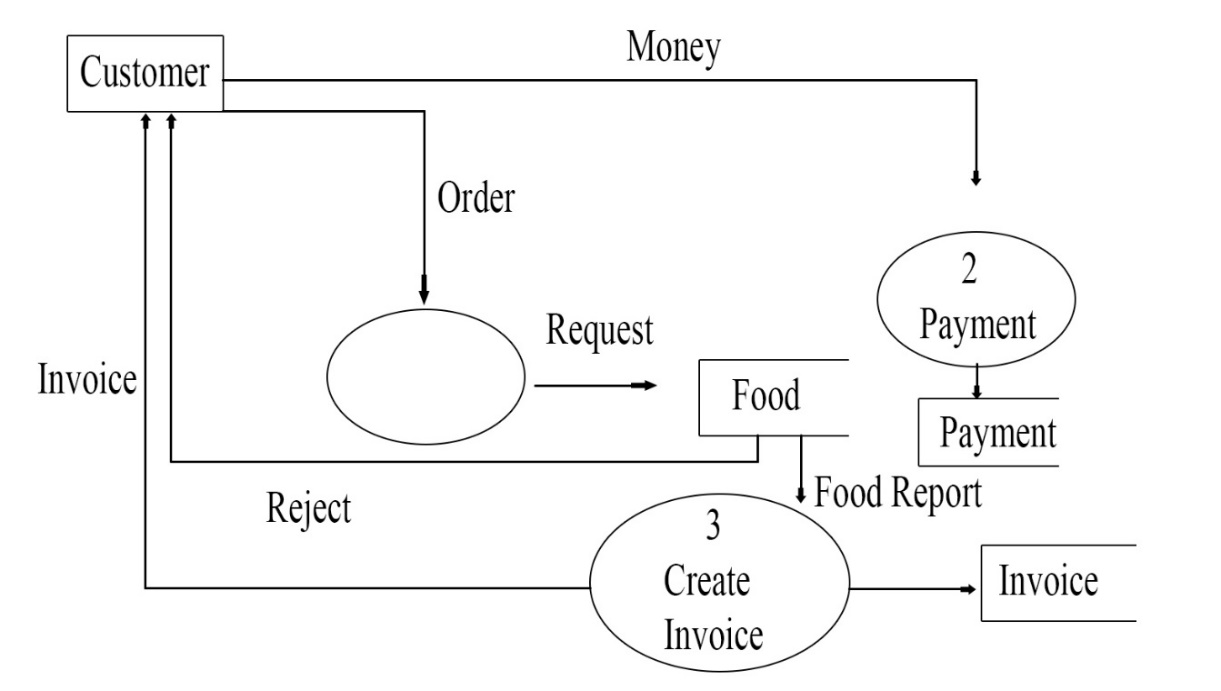 Money
Customer
Order
2
Payment
Request
Invoice
Food
Payment
Food Report
Reject
3
Create
Invoice
Invoice